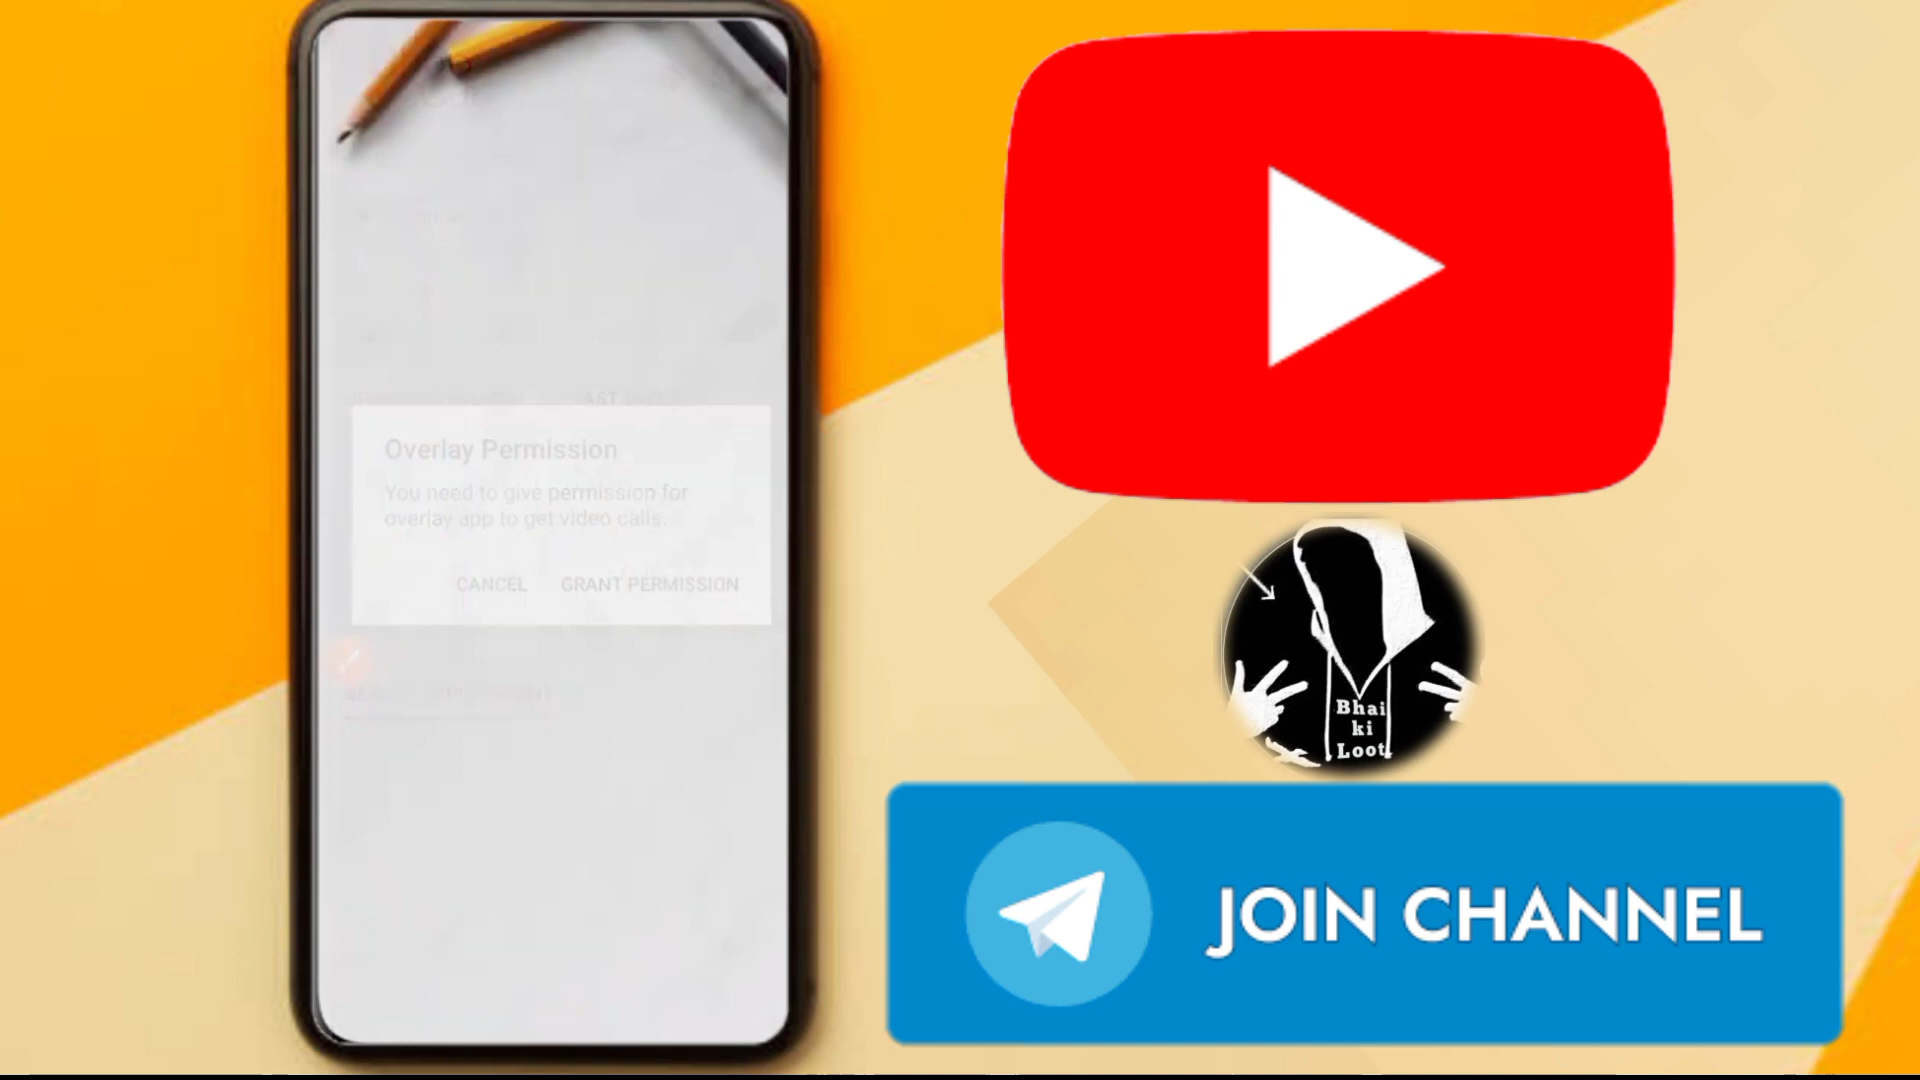 Overlay Permission
You need to give permission for
overlay app to get video calls.
CANCEL GRANT PERMISSION
Bhai
ki
Loot
JOIN CHANNEL